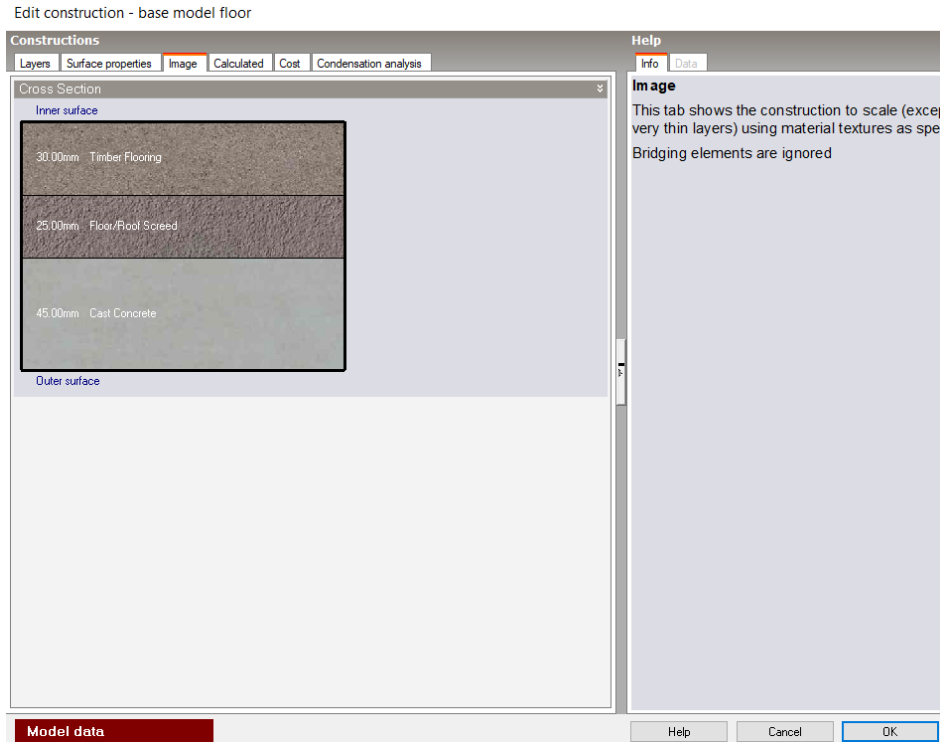 Edit construction - base model floor
Constructions
Help
Layers Surface properties Image Calculated Cost Condensation analysis
Info Data
Cross Section
Image
Inner surface
This tab shows the construction to scale (excep
very thin layers) using material textures as spe
Bridging elements are ignored
30.00mm Timber Flooring
25.00mm Floor/Roof Screed
45.00mm Cast Concrete
Outer surface
Model data
Help Cancel OK